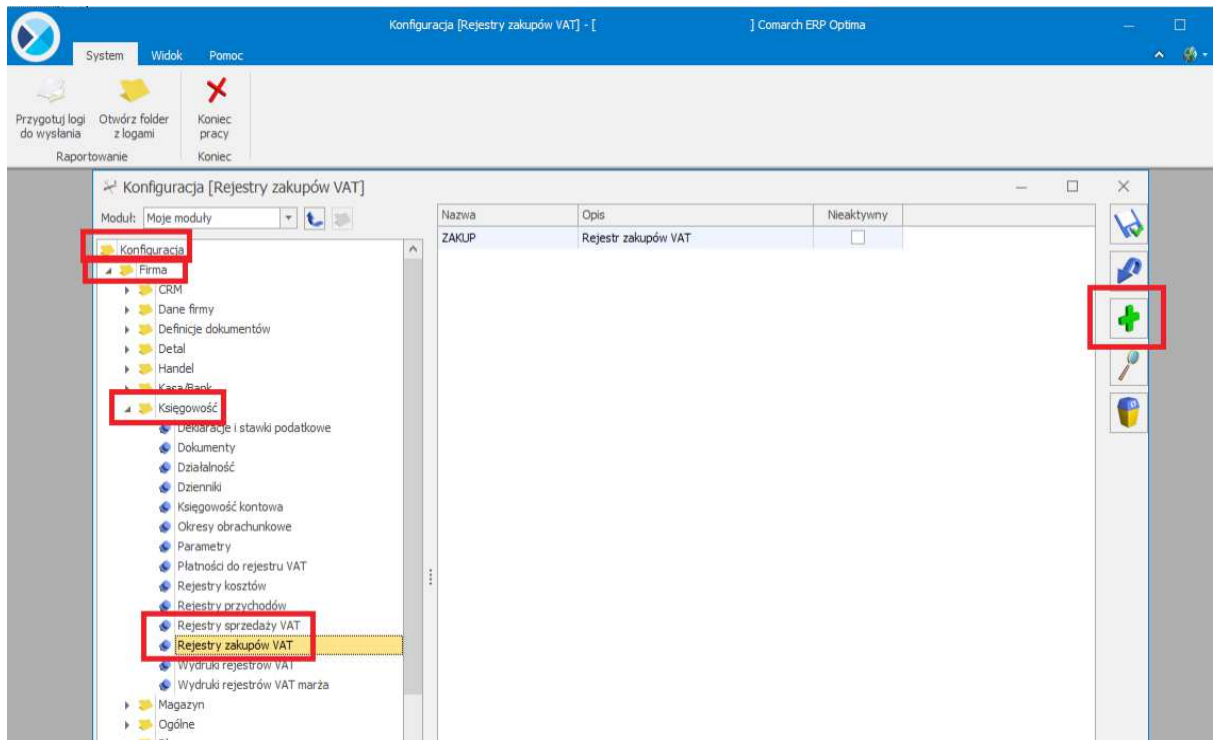 Konfiguracja [Rejestry zakupów VAT] - [ ] Comarch ERP Optima
System Widok Pomoc
Przygotuj logi do wysłania
Otwórz folder z logami
Koniec pracy
Raportowanie Koniec
Konfiguracja [Rejestry zakupów VAT]
Moduł: Moje moduły
Nazwa Opis Nieaktywny
ZAKUP Rejestr zakupów VAT
Konfiguracja
Firma
CRM
Dane firmy
Definicje dokumentów
Detal
Handel
Kasa/Bank
Księgowość
Deklaracje i stawki podatkowe
Dokumenty
Działalność
Dzienniki
Księgowość kontowa
Okresy obrachunkowe
Parametry
Płatności do rejestru VAT
Rejestry kosztów
Rejestry przychodów
Rejestry sprzedaży VAT
Rejestry zakupów VAT
Wydruki rejestrów VAT
Wydruki rejestrów VAT marża
Magazyn
Ogólne